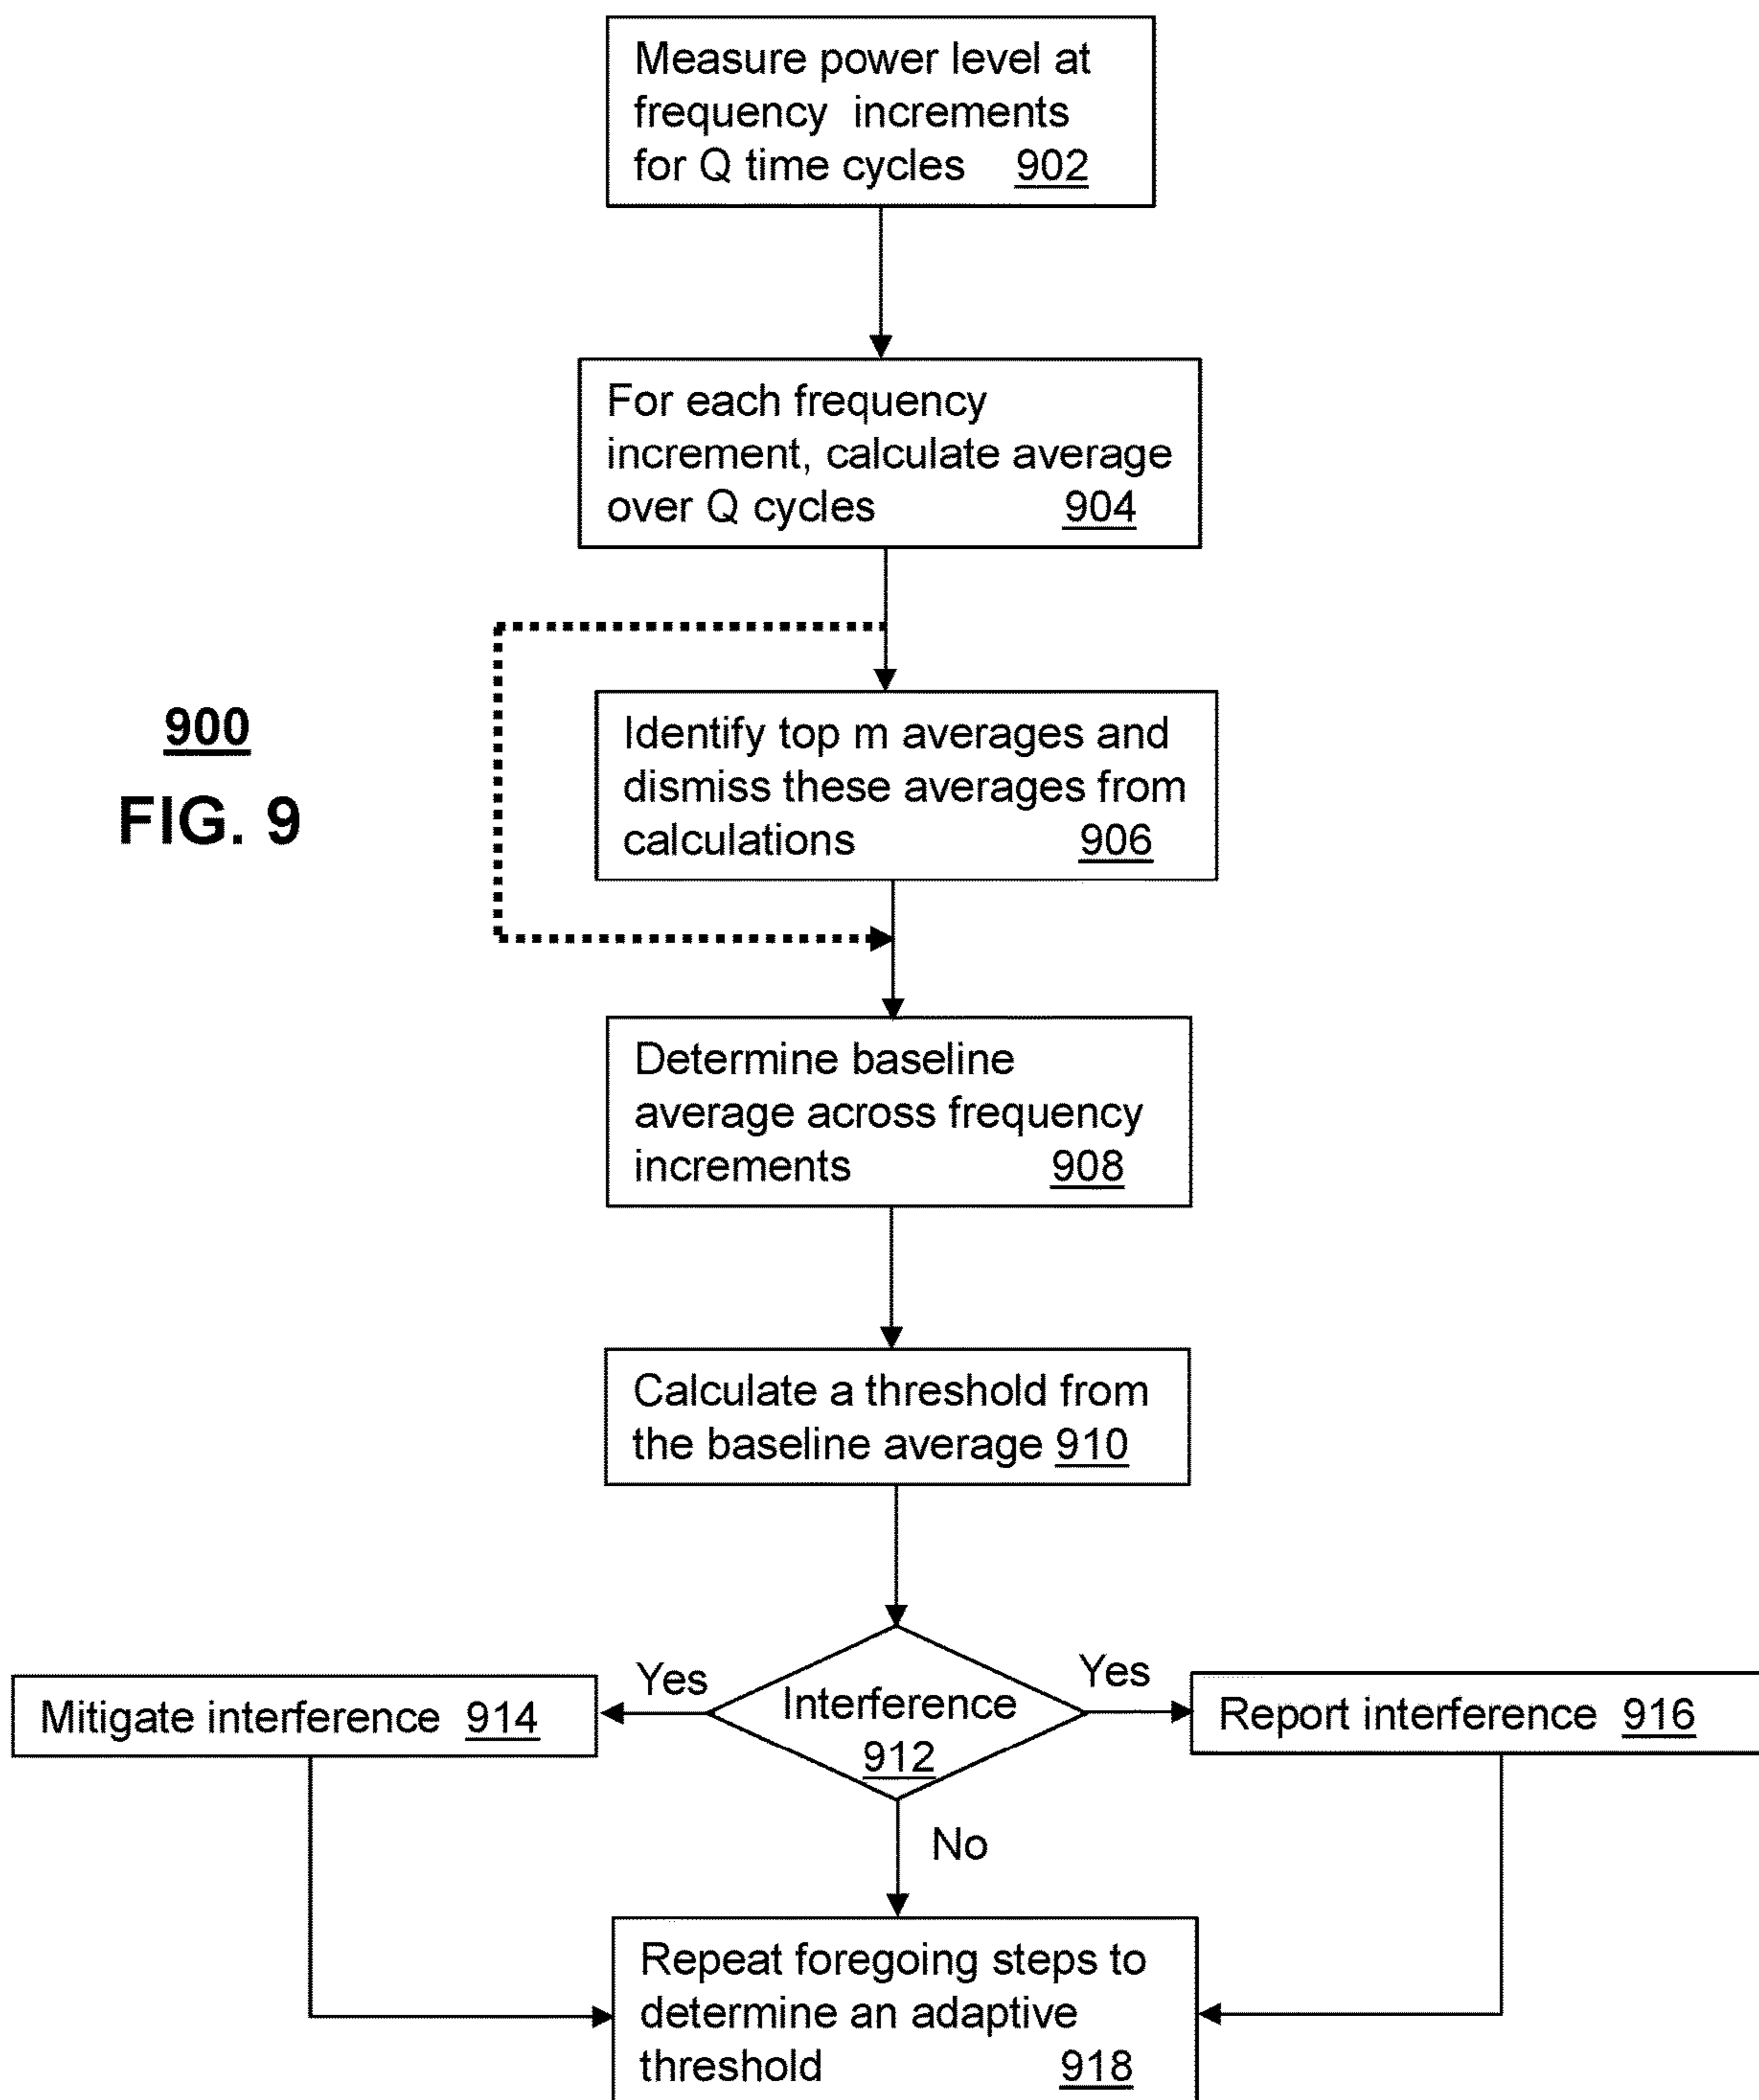 Measure power level at
frequency increments
for Q time cycles 902
For each frequency
increment, calculate average
over Q cycles 904
900
FIG. 9
Identify top m averages and
dismiss these averages from
calculations 906
Determine baseline
average across frequency
increments 908
Calculate a threshold from
the baseline average 910
Yes
Yes
Mitigate interference 914
Interference
912
Report interference 916
No
Repeat foregoing steps to
determine an adaptive
threshold 918